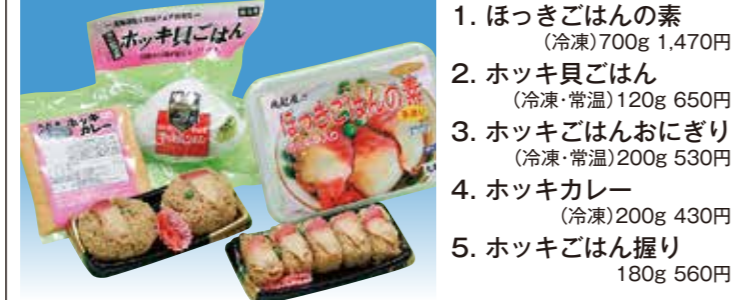 ホッキ貝ごはん
ホッキ
カレー
ほっきごはんの素
1. ほっきごはんの素
(冷凍)700g 1,470円
2. ホッキ貝ごはん
(冷凍・常温)120g 650円
3. ホッキごはんおにぎり
(冷凍・常温)200g 530円
4. ホッキカレー
(冷凍)200g 430円
5. ホッキごはん握り
180g 560円